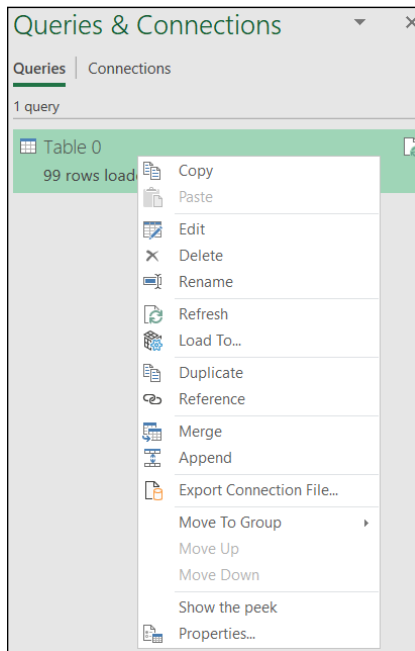 Queries & Connections
Queries | Connections
1 query
Table 0
99 rows load
Copy
Paste
Edit
Delete
Rename
Refresh
Load To...
Duplicate
Reference
Merge
Append
Export Connection File...
Move To Group
Move Up
Move Down
Show the peek
Properties...